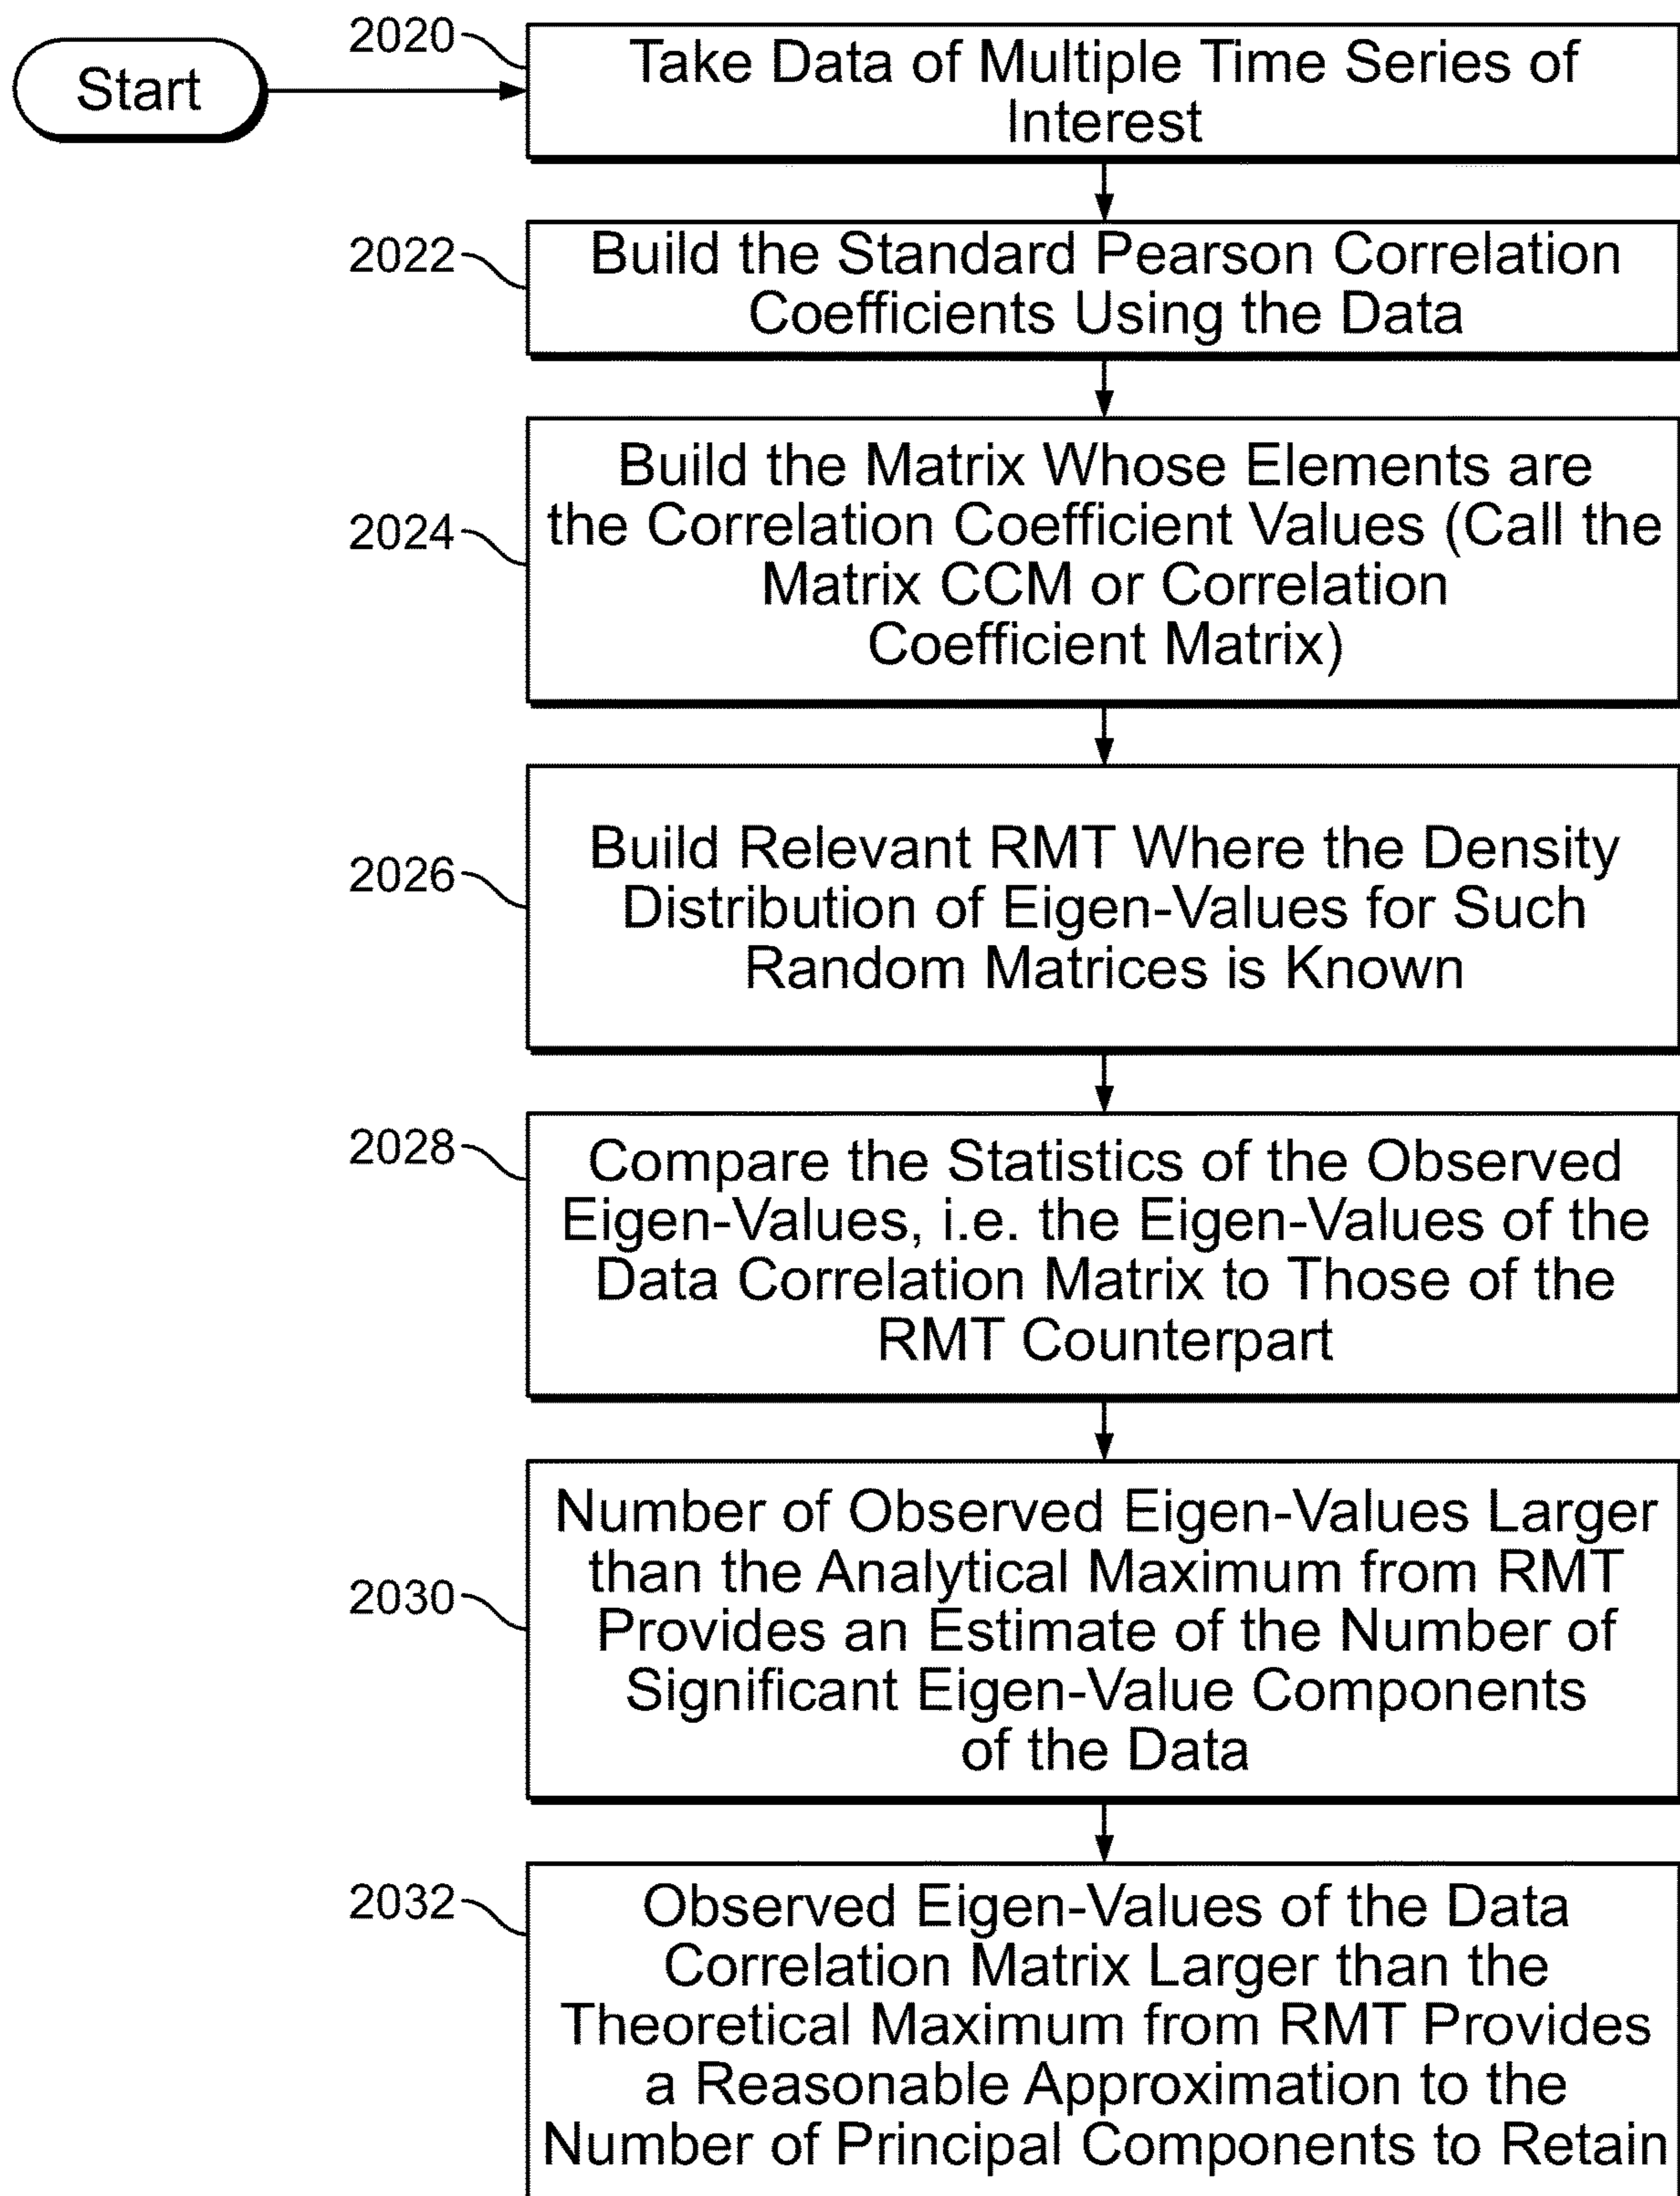 Start
2020
Take Data of Multiple Time Series of
Interest
2022
Build the Standard Pearson Correlation
Coefficients Using the Data
2024
Build the Matrix Whose Elements are
the Correlation Coefficient Values (Call the
Matrix CCM or Correlation
Coefficient Matrix)
2026
Build Relevant RMT Where the Density
Distribution of Eigen-Values for Such
Random Matrices is Known
2028
Compare the Statistics of the Observed
Eigen-Values, i.e. the Eigen-Values of the
Data Correlation Matrix to Those of the
RMT Counterpart
2030
Number of Observed Eigen-Values Larger
than the Analytical Maximum from RMT
Provides an Estimate of the Number of
Significant Eigen-Value Components
of the Data
2032
Observed Eigen-Values of the Data
Correlation Matrix Larger than the
Theoretical Maximum from RMT Provides
a Reasonable Approximation to the
Number of Principal Components to Retain